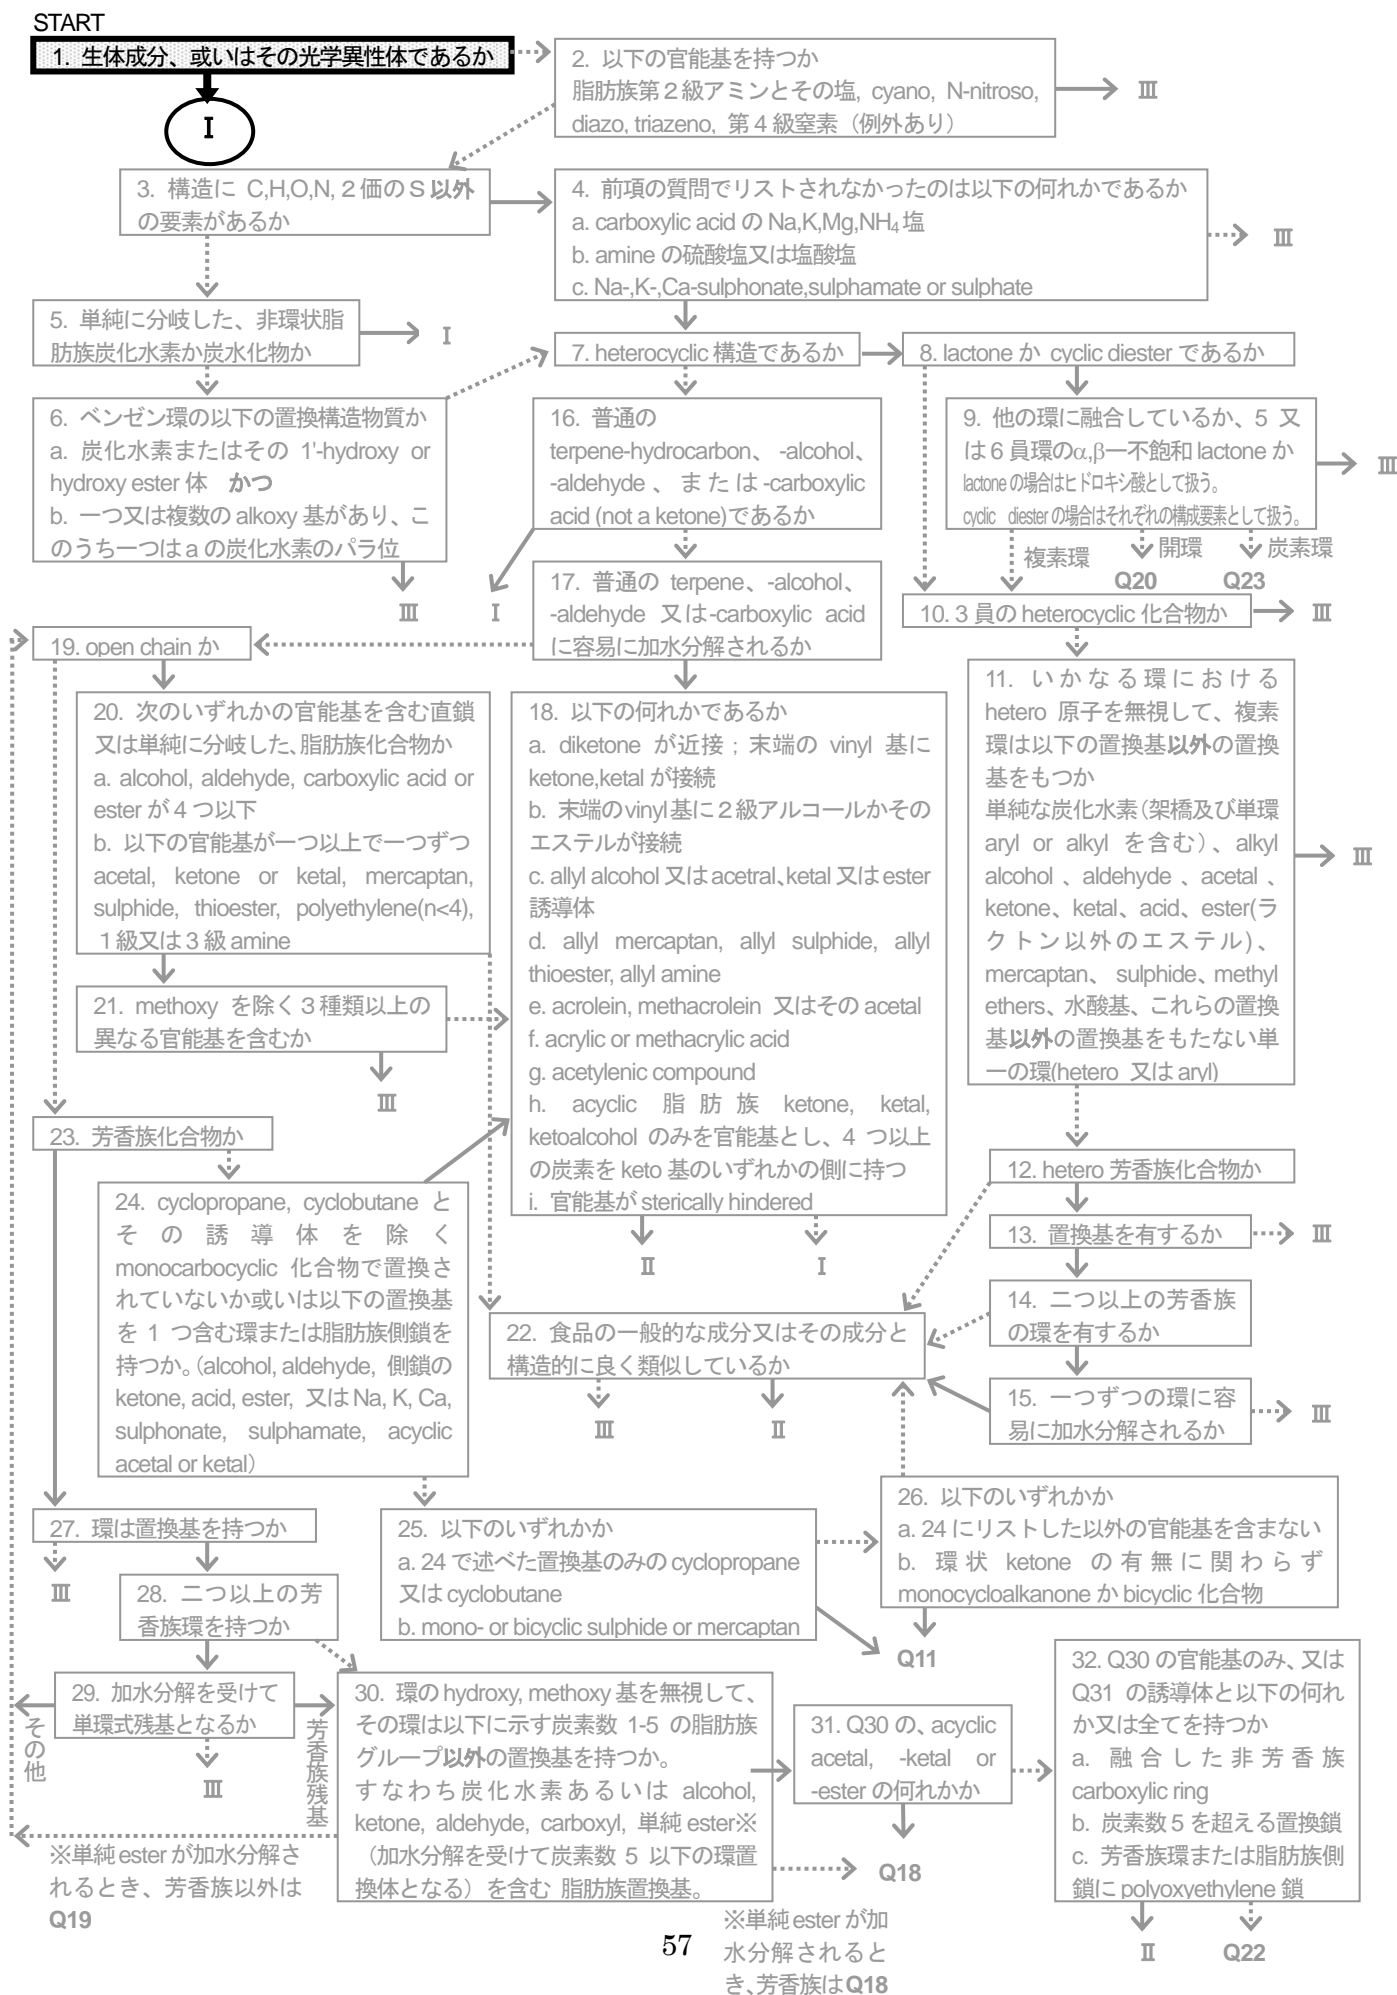 START
1. 生体成分、或いはその光学異性体であるか
I
2. 以下の官能基を持つか
脂肪族第２級アミンとその塩, cyano, N-nitroso,
diazo, triazeno, 第４級窒素（例外あり）
III
3. 構造に C,H,O,N,２価のＳ以外
の要素があるか
4. 前項の質問でリストされなかったのは以下の何れかであるか
a. carboxylic acid の Na,K,Mg,NH4 塩
b. amine の硫酸塩又は塩酸塩
c. Na-,K-,Ca-sulphonate,sulphamate or sulphate
III
5. 単純に分岐した、非環状脂
肪族炭化水素か炭水化物か
I
7. heterocyclic 構造であるか
8. lactone か cyclic diester であるか
6. ベンゼン環の以下の置換構造物質か
a. 炭化水素またはその 1'-hydroxy or
hydroxy ester 体　かつ
b. 一つ又は複数の alkoxy 基があり、こ
のうち一つは a の炭化水素のパラ位
III
16. 普通の
terpene-hydrocarbon、 -alcohol、
-aldehyde 、または -carboxylic
acid (not a ketone)であるか
I
9. 他の環に融合しているか、５又
は６員環のα,β―不飽和 lactone か
lactone の場合はヒドロキシ酸として扱う。
cyclic diester の場合はそれぞれの構成要素として扱う。
III
複素環
開環
炭素環
Q20
Q23
17. 普通の terpene、-alcohol、
-aldehyde 又は-carboxylic acid
に容易に加水分解されるか
10. 3 員の heterocyclic 化合物か
III
19. open chain か
20. 次のいずれかの官能基を含む直鎖
又は単純に分岐した、脂肪族化合物か
a. alcohol, aldehyde, carboxylic acid or
ester が４つ以下
b. 以下の官能基が一つ以上で一つずつ
acetal, ketone or ketal, mercaptan,
sulphide, thioester, polyethylene(n<4),
１級又は３級 amine
21. methoxy を除く３種類以上の
異なる官能基を含むか
III
18. 以下の何れかであるか
a. diketone が近接；末端の vinyl 基に
ketone,ketal が接続
b. 末端のvinyl基に２級アルコールかその
エステルが接続
c. allyl alcohol 又は acetral、ketal 又は ester
誘導体
d. allyl mercaptan, allyl sulphide, allyl
thioester, allyl amine
e. acrolein, methacrolein 又はその acetal
f. acrylic or methacrylic acid
g. acetylenic compound
h. acyclic 脂肪族 ketone, ketal,
ketoalcohol のみを官能基とし、4 つ以上
の炭素を keto 基のいずれかの側に持つ
i. 官能基が sterically hindered
II
I
11. いかなる環における
hetero 原子を無視して、複素
環は以下の置換基以外の置換
基をもつか
単純な炭化水素（架橋及び単環
aryl or alkyl を含む）、alkyl
alcohol 、aldehyde 、acetal 、
ketone、ketal、acid、ester(ラ
クトン以外のエステル)、
mercaptan、 sulphide、methyl
ethers、水酸基、これらの置換
基以外の置換基をもたない単
一の環(hetero 又は aryl)
III
23. 芳香族化合物か
12. hetero 芳香族化合物か
13. 置換基を有するか
III
24. cyclopropane, cyclobutane と
その誘導体を除く
monocarbocyclic 化合物で置換さ
れていないか或いは以下の置換基
を 1 つ含む環または脂肪族側鎖を
持つか。（alcohol, aldehyde, 側鎖の
ketone, acid, ester, 又は Na, K, Ca,
sulphonate, sulphamate, acyclic
acetal or ketal）
14. 二つ以上の芳香族
の環を有するか
22. 食品の一般的な成分又はその成分と
構造的に良く類似しているか
III
II
15. 一つずつの環に容
易に加水分解されるか
III
27. 環は置換基を持つか
III
25. 以下のいずれかか
a. 24 で述べた置換基のみの cyclopropane
又は cyclobutane
b. mono- or bicyclic sulphide or mercaptan
26. 以下のいずれかか
a. 24 にリストした以外の官能基を含まない
b. 環状 ketone の有無に関わらず
monocycloalkanone か bicyclic 化合物
Q11
28. 二つ以上の芳
香族環を持つか
29. 加水分解を受けて
単環式残基となるか
その他
芳香族残基
III
30. 環の hydroxy, methoxy 基を無視して、
その環は以下に示す炭素数 1-5 の脂肪族
グループ以外の置換基を持つか。
すなわち炭化水素あるいは alcohol,
ketone, aldehyde, carboxyl, 単純 ester※
（加水分解を受けて炭素数 5 以下の環置
換体となる）を含む 脂肪族置換基。
31. Q30 の、acyclic
acetal, -ketal or
-ester の何れかか
Q18
32. Q30 の官能基のみ、又は
Q31 の誘導体と以下の何れ
か又は全てを持つか
a. 融合した非芳香族
carboxylic ring
b. 炭素数５を超える置換鎖
c. 芳香族環または脂肪族側
鎖に polyoxyethylene 鎖
II
Q22
※単純 ester が加水分解さ
れるとき、芳香族以外は
Q19
※単純 ester が加
水分解されると
き、芳香族は Q18
57